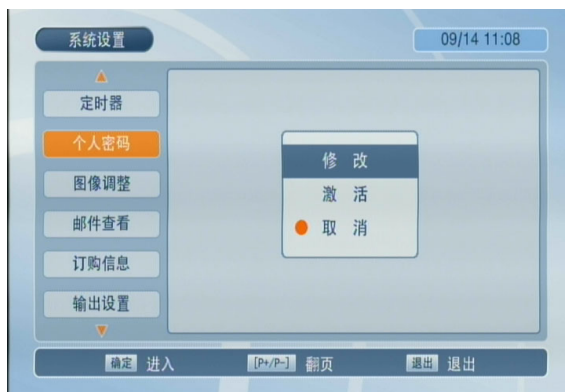 系统设置
09/14 11:08
定时器
个人密码
图像调整
邮件查看
订购信息
输出设置
修 改
激 活
取 消
确定 进入 [P+/P-] 翻页 退出 退出